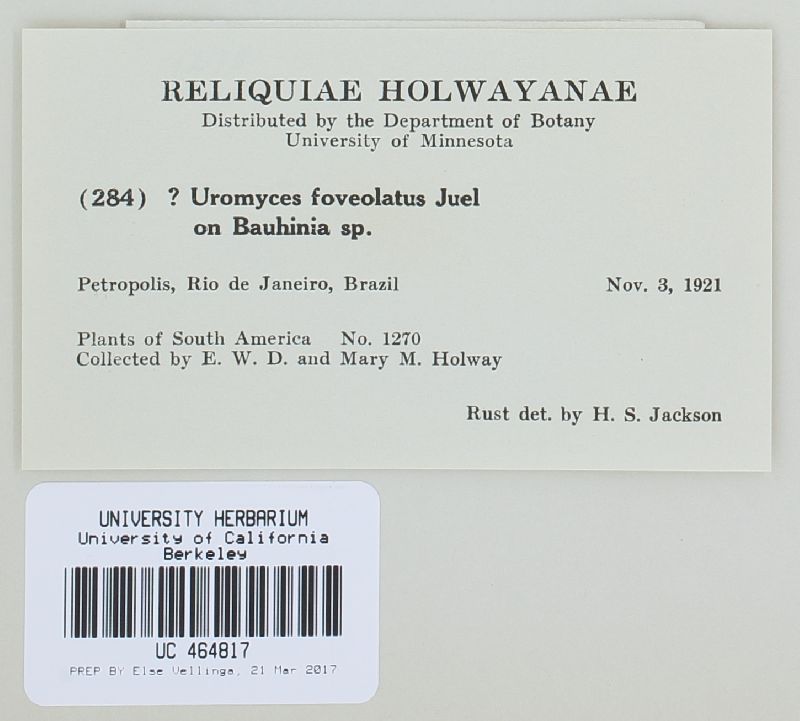 RELIQUIAE HOLWAYANAE
Distributed by the Department of Botany
University of Minnesota
(284) ? Uromyces foveolatus Juel
on Bauhinia sp.
Petropolis, Rio de Janeiro, Brazil Nov. 3, 1921
Plants of South America No. 1270
Collected by E. W. D. and Mary M. Holway
Rust det. by H. S. Jackson
UNIVERSITY HERBARIUM
University of California
Berkeley
UC 464817
PREP BY Else Vellinga, 21 Mar 2017